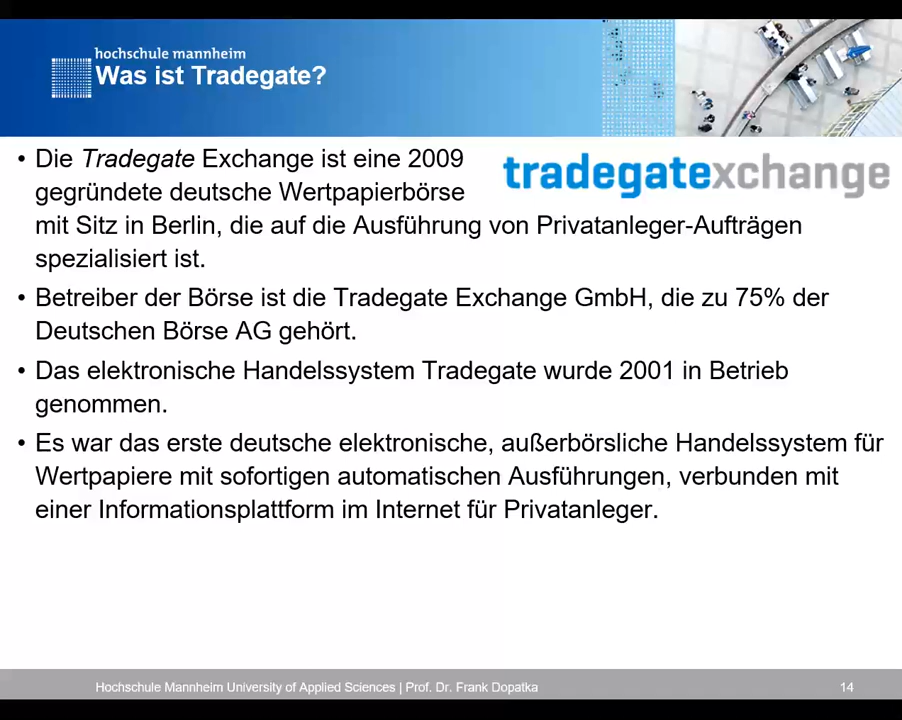 hochschule mannheim
Was ist Tradegate?
tradegatexchange
• Die Tradegate Exchange ist eine 2009
gegründete deutsche Wertpapierbörse
mit Sitz in Berlin, die auf die Ausführung von Privatanleger-Aufträgen
spezialisiert ist.
• Betreiber der Börse ist die Tradegate Exchange GmbH, die zu 75% der
Deutschen Börse AG gehört.
• Das elektronische Handelssystem Tradegate wurde 2001 in Betrieb
genommen.
• Es war das erste deutsche elektronische, außerbörsliche Handelssystem für
Wertpapiere mit sofortigen automatischen Ausführungen, verbunden mit
einer Informationsplattform im Internet für Privatanleger.
Hochschule Mannheim University of Applied Sciences | Prof. Dr. Frank Dopatka
14